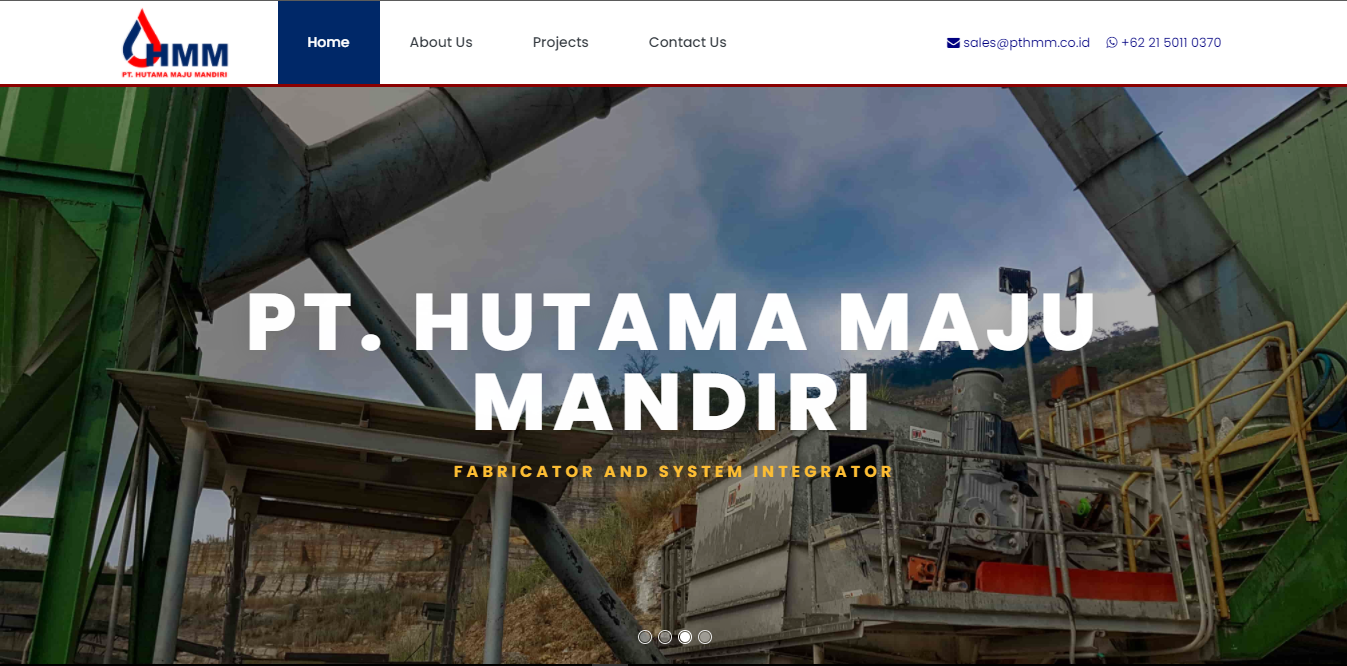 HMM
PT. HUTAMA MAJU MANDIRI
Home
About Us
Projects
Contact Us
sales@pthmm.co.id
+62 21 5011 0370
PT. HUTAMA MAJU
MANDIRI
FABRICATOR AND SYSTEM INTEGRATOR